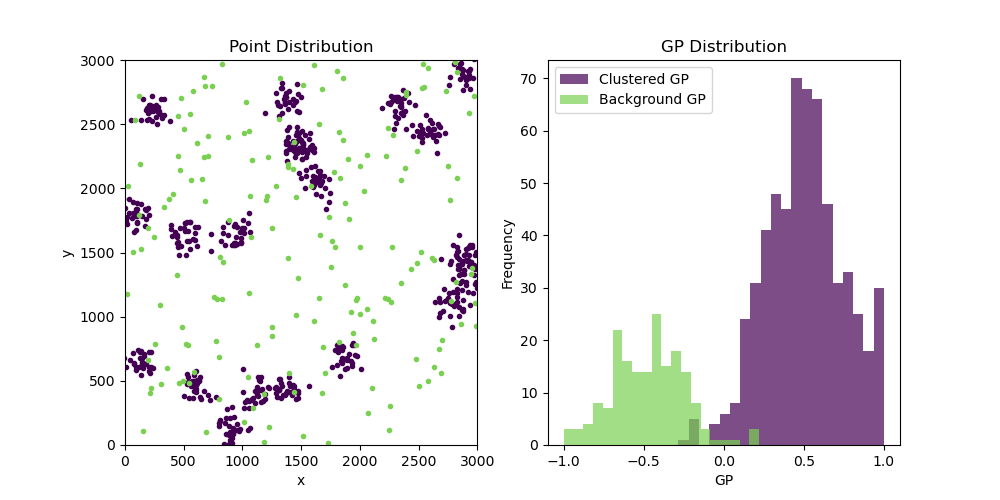 Point Distribution
3000
2500
2000
1500
1000
500
0
y
0 500 1000 1500 2000 2500 3000
x
GP Distribution
Clustered GP
Background GP
70
60
50
40
30
20
10
0
Frequency
−1.0 −0.5 0.0 0.5 1.0
GP